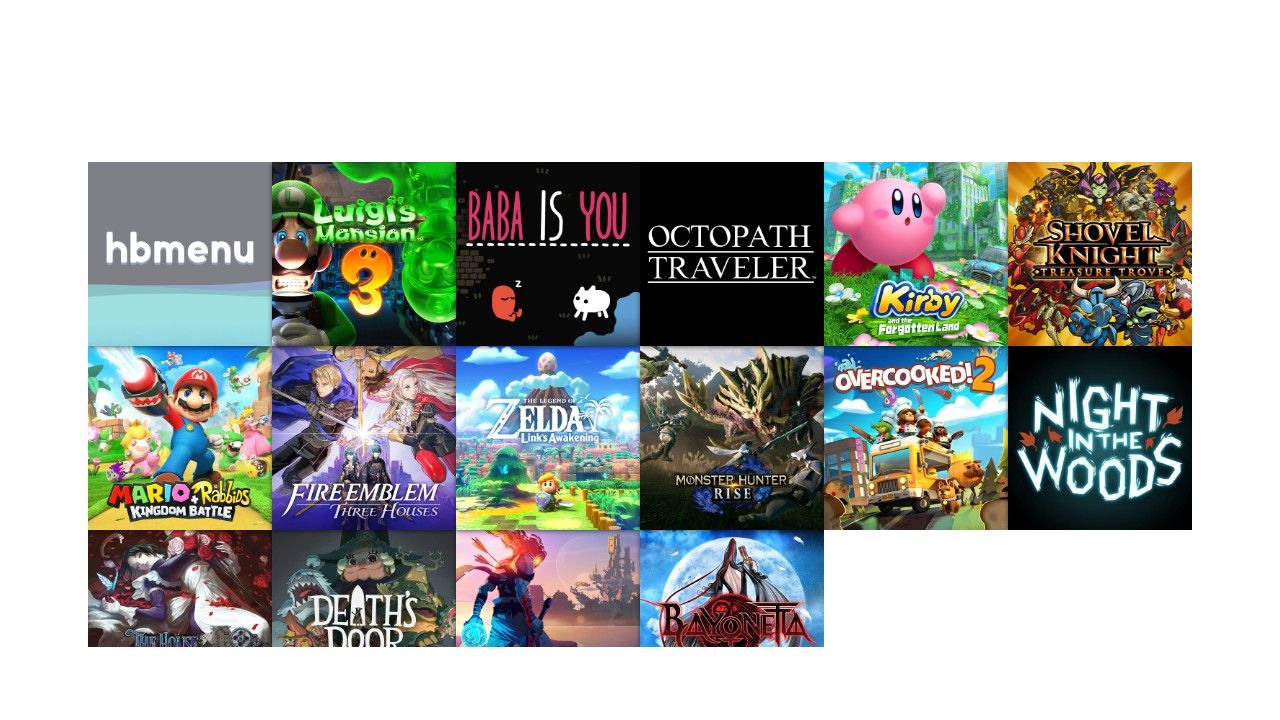 hbmenu
Luigi's
Mansion
3
BABA IS YOU
z
OCTOPATH
TRAVELER
Kirby
and the
Forgotten Land
SHOVEL
KNIGHT
TREASURE TROVE
MARIO + Rabbids
KINGDOM BATTLE
FIRE EMBLEM
THREE HOUSES
THE LEGEND OF
ZELDA
Link's Awakening
MONSTER HUNTER
RISE
OVERCOOKED! 2
NIGHT
IN THE
WOODS
THE HOUSE
DEATH'S
DOOR
BAYONETTA